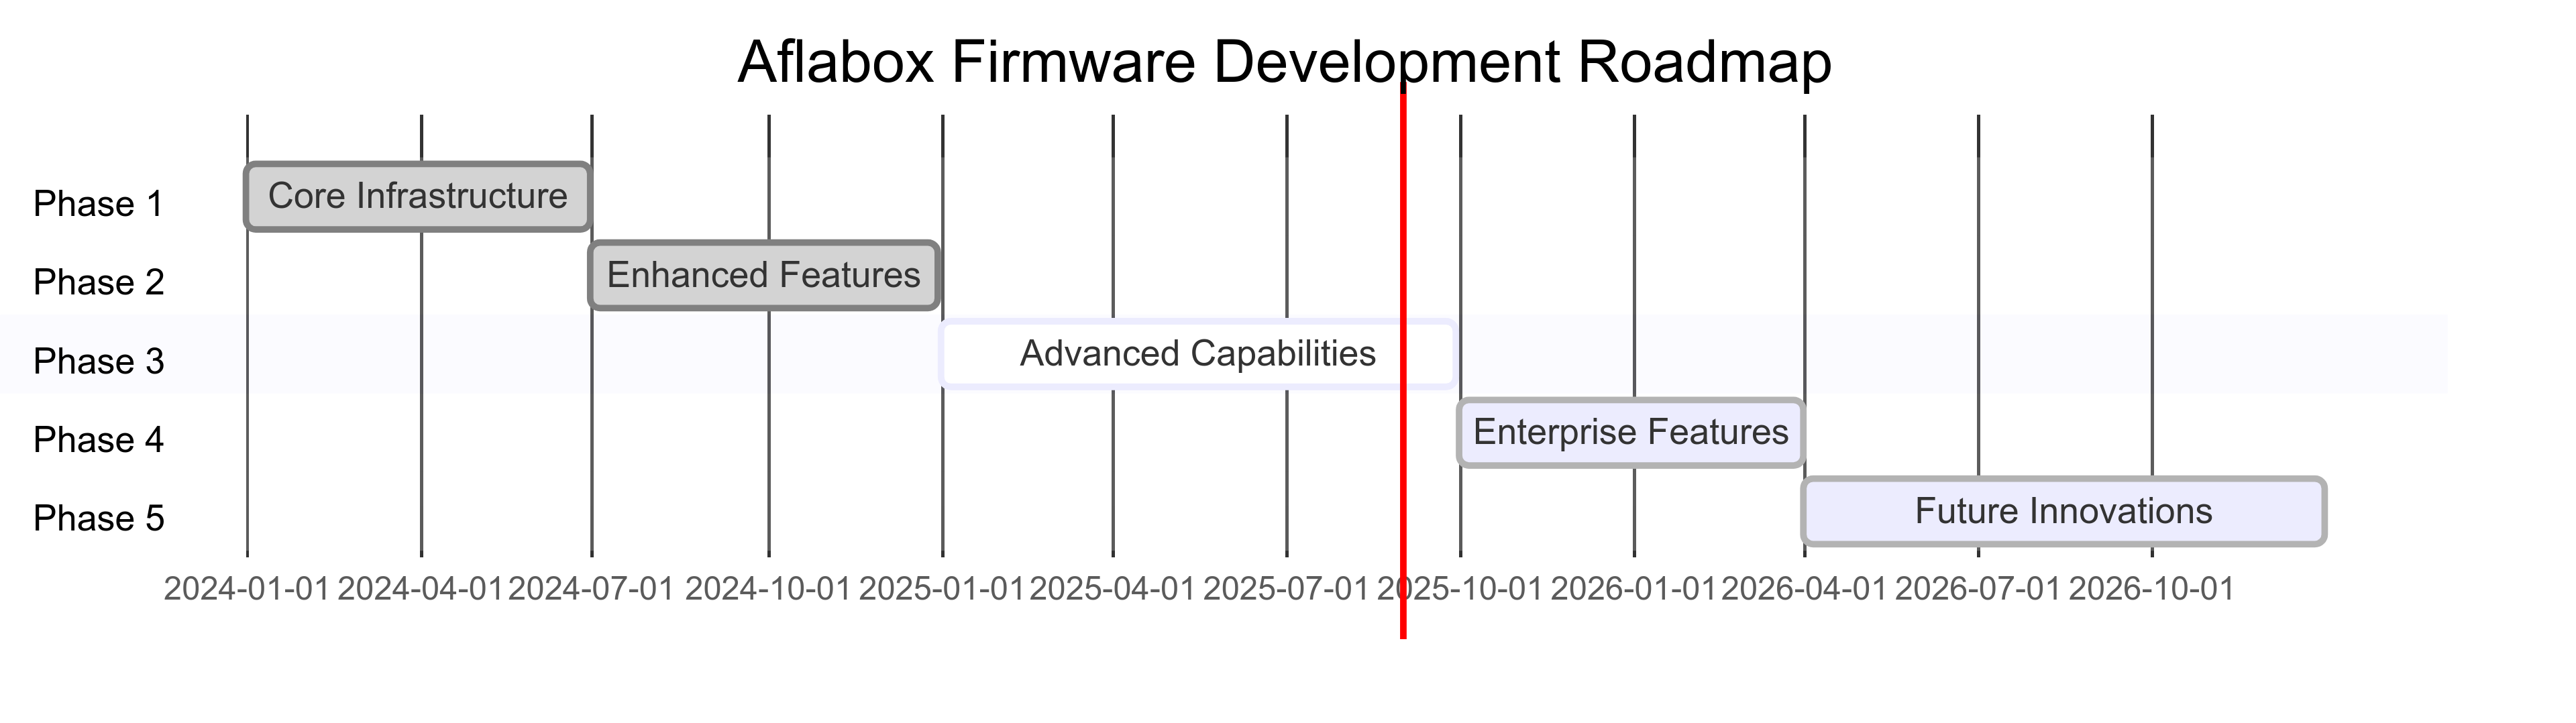 Aflabox Firmware Development Roadmap
Phase 1
Core Infrastructure
Phase 2
Enhanced Features
Phase 3
Advanced Capabilities
Phase 4
Enterprise Features
Phase 5
Future Innovations
2024-01-01 2024-04-01 2024-07-01 2024-10-01 2025-01-01 2025-04-01 2025-07-01 2025-10-01 2026-01-01 2026-04-01 2026-07-01 2026-10-01